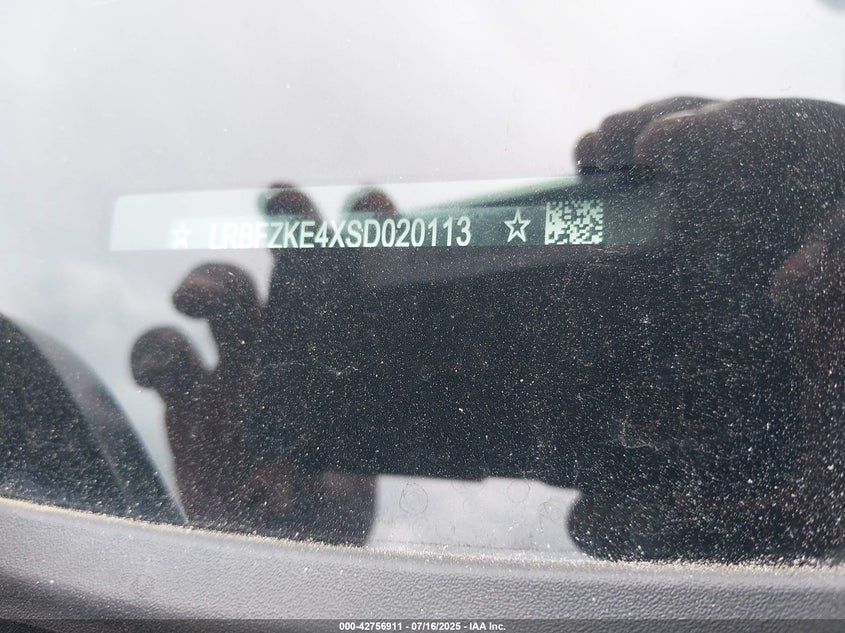 ☆ LRBFZKE4XSD020113 ☆
000-42756911 - 07/16/2025 - IAA Inc.